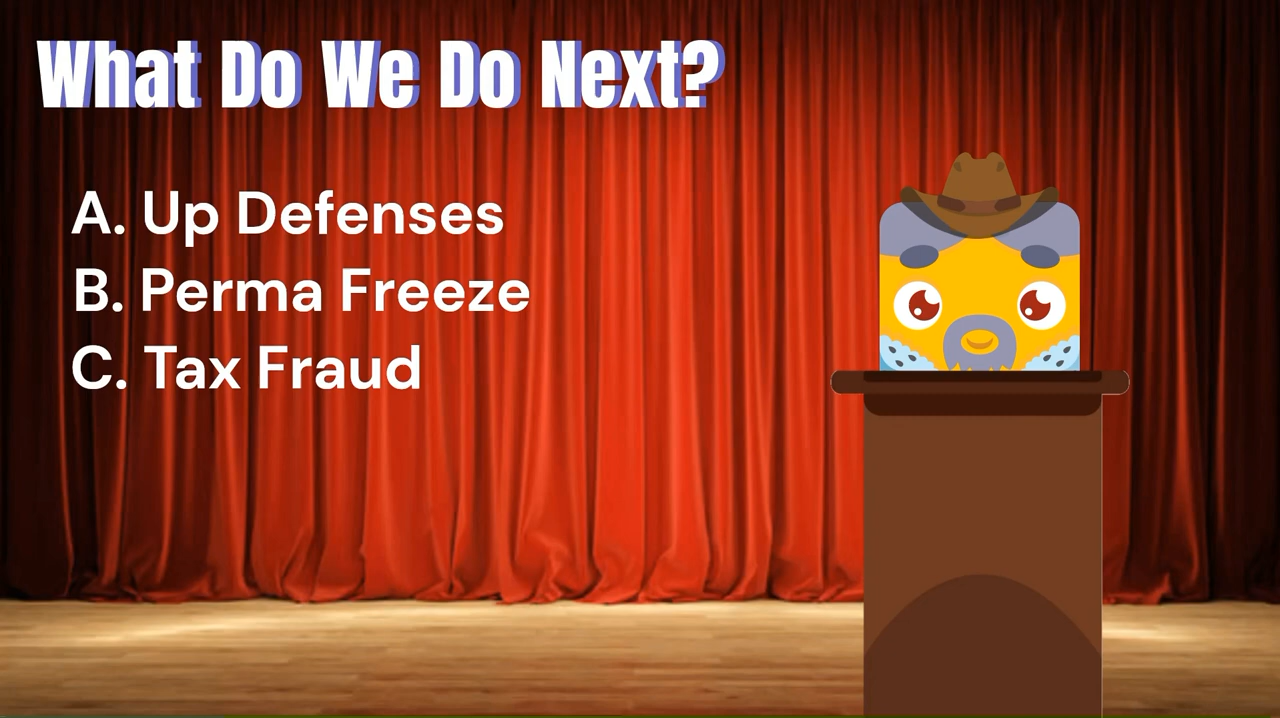 What Do We Do Next?
A. Up Defenses
B. Perma Freeze
C. Tax Fraud